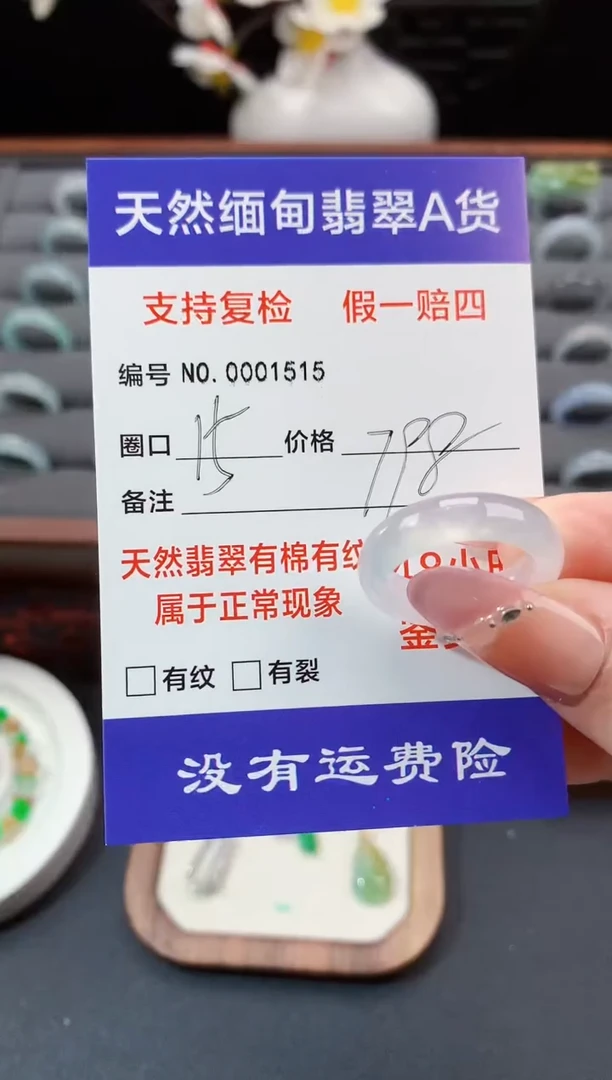 天然缅甸翡翠A货
支持复检 假一赔四
编号 NO.0001515
圈口 15 价格 798
备注
天然翡翠有棉有纹
属于正常现象
□有纹 □有裂
没有运费险